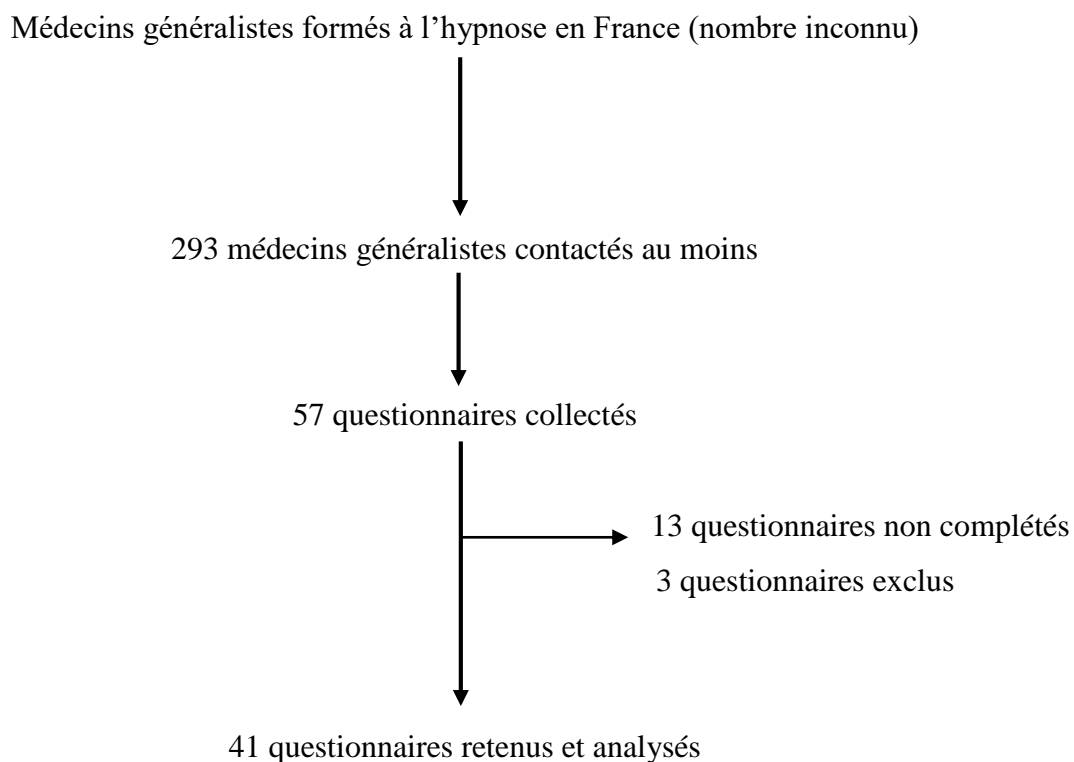 Médecins généralistes formés à l’hypnose en France (nombre inconnu)
293 médecins généralistes contactés au moins
57 questionnaires collectés
13 questionnaires non complétés
3 questionnaires exclus
41 questionnaires retenus et analysés